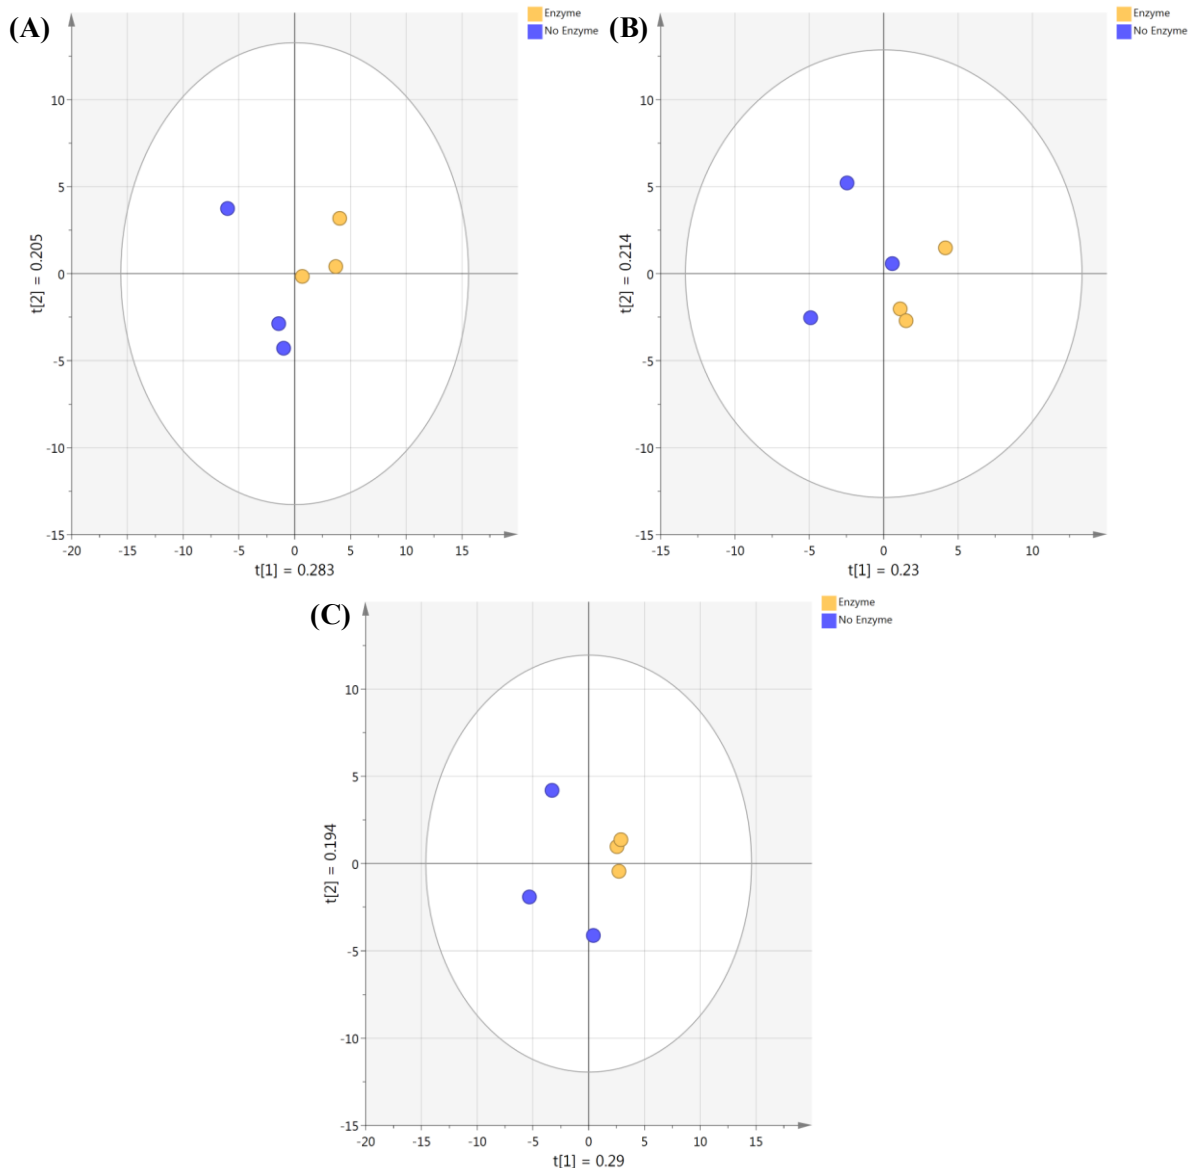 (A)
Enzyme
No Enzyme
10
5
0
-5
-10
-15
t[2] = 0.205
-20 -15 -10 -5 0 5 10 15
t[1] = 0.283
(B)
Enzyme
No Enzyme
10
5
0
-5
-10
-15
t[2] = 0.214
-15 -10 -5 0 5 10
t[1] = 0.23
(C)
Enzyme
No Enzyme
10
5
0
-5
-10
-15
t[2] = 0.194
-20 -15 -10 -5 0 5 10 15
t[1] = 0.29